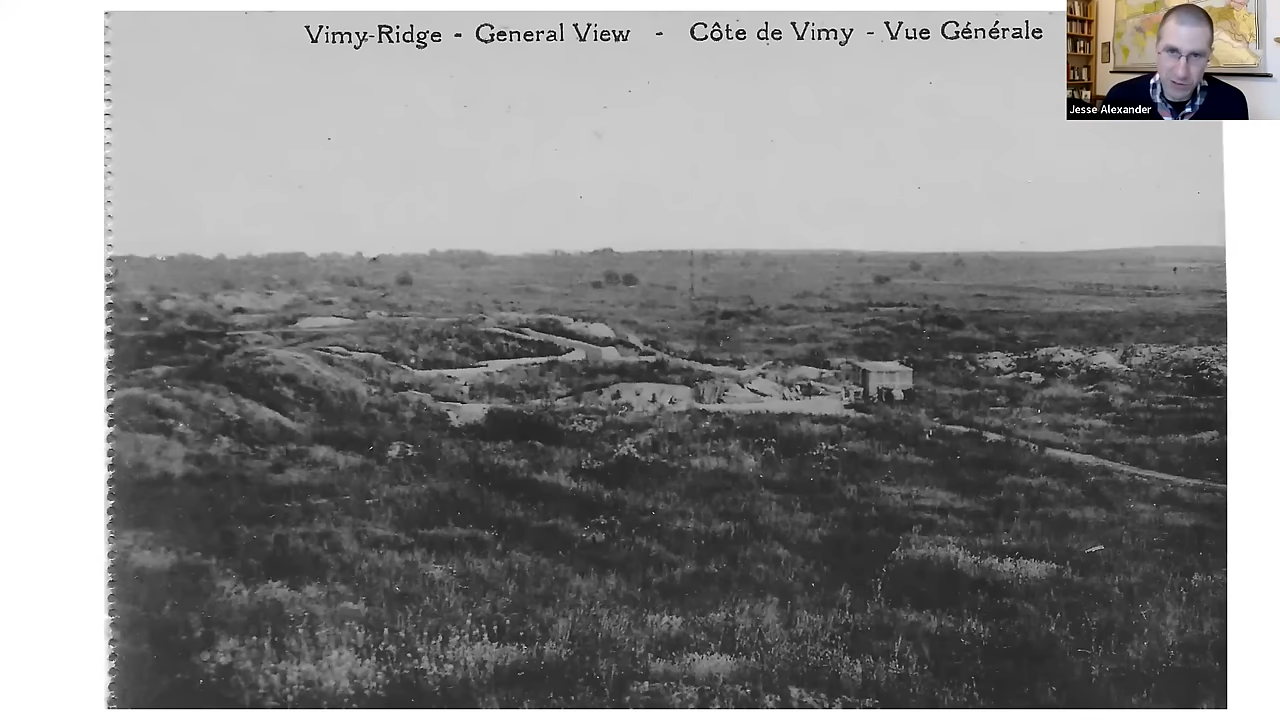 Vimy-Ridge - General View - Côte de Vimy - Vue Générale
Jesse Alexander